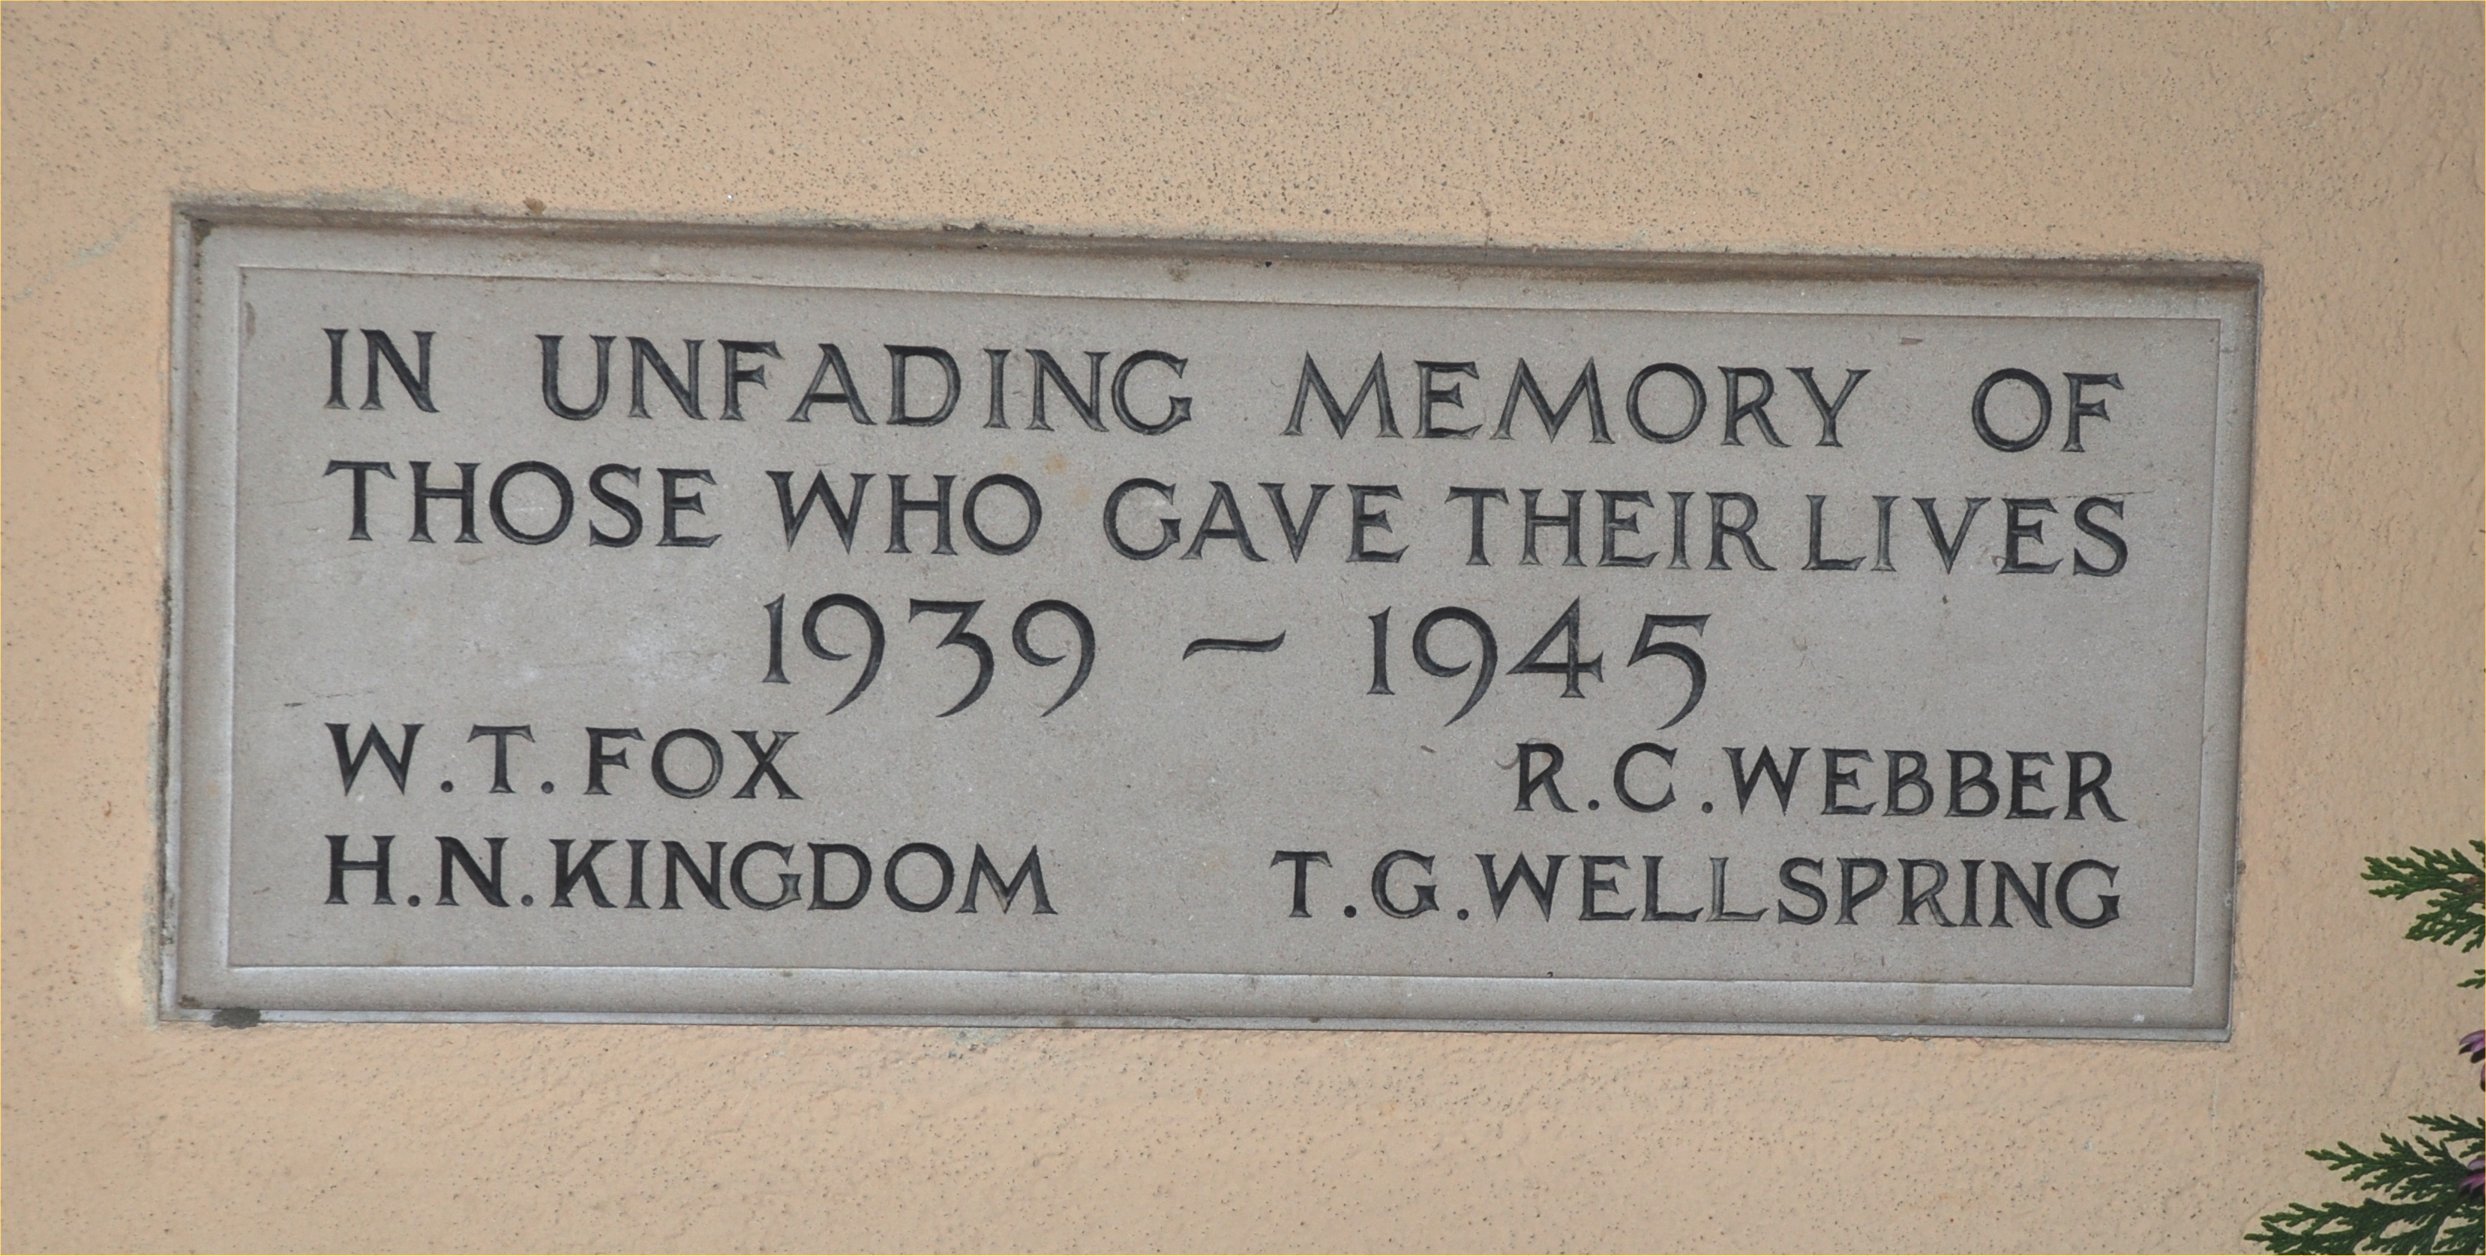 IN UNFADING MEMORY OF
THOSE WHO GAVE THEIR LIVES
1939 ~ 1945
W.T. FOX R.C. WEBBER
H.N. KINGDOM T.G. WELLSPRING